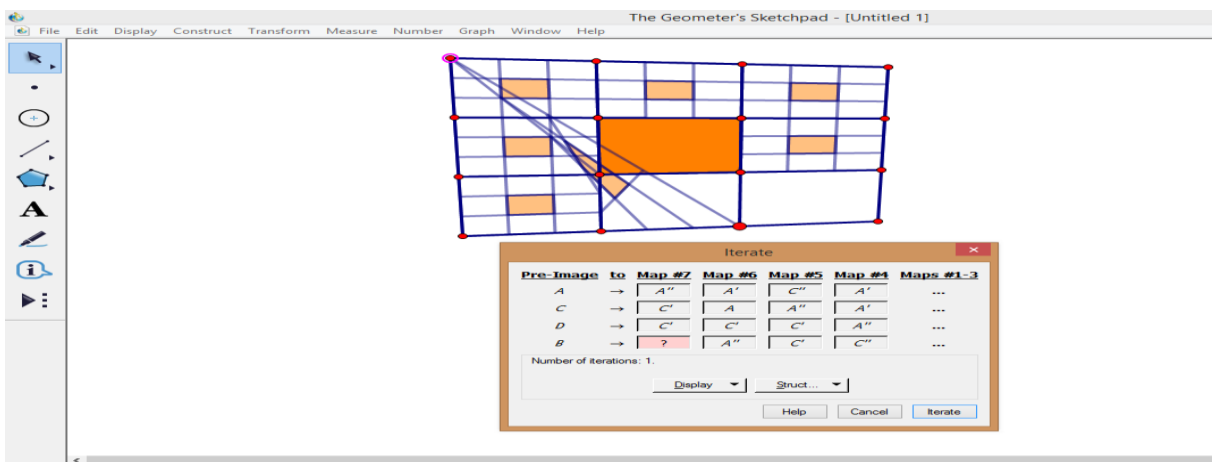 The Geometer's Sketchpad - [Untitled 1]
File Edit Display Construct Transform Measure Number Graph Window Help
A
Iterate
Pre-Image to Map #7 Map #6 Map #5 Map #4 Maps #1-3
A → A'' A' C'' A' ...
C → C' A A'' A' ...
D → C' C' C' A'' ...
B → ? A'' C' C'' ...
Number of iterations: 1.
Display Struct...
Help Cancel Iterate